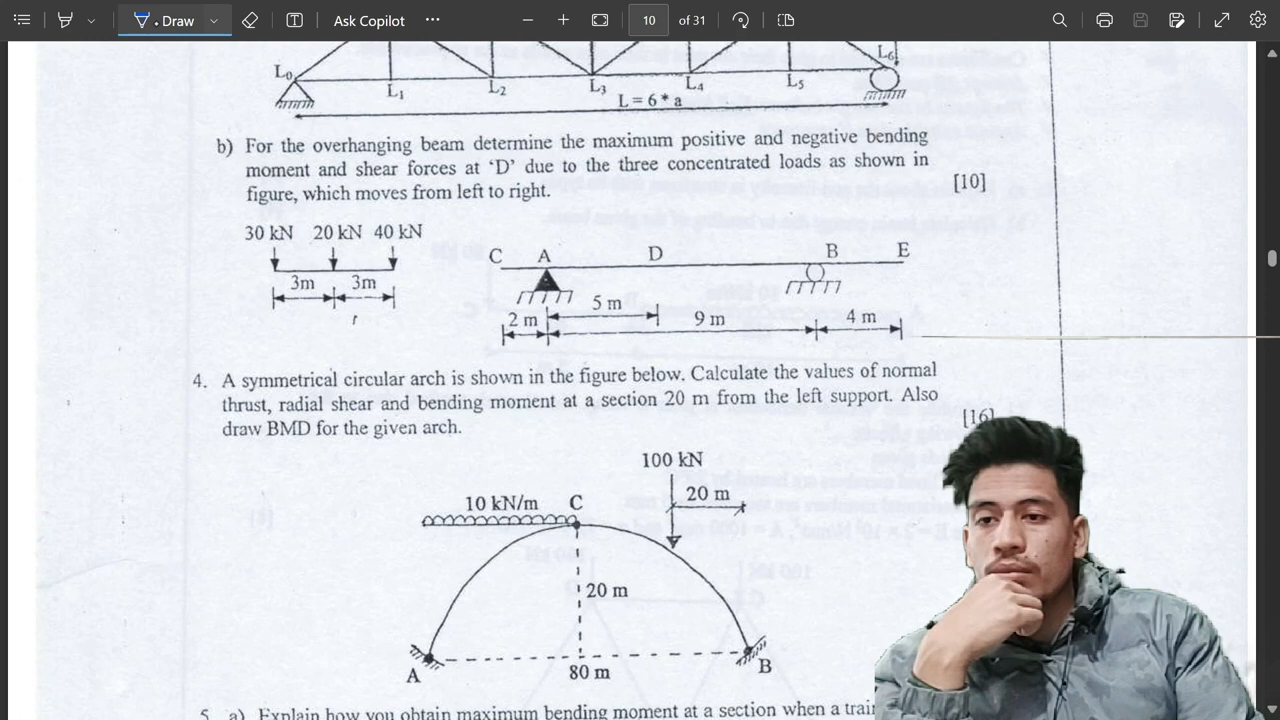 Draw
Ask Copilot
10 of 31
L₀
L₁
L₂
L₃
L₄
L₅
L₆
L = 6 * a
b) For the overhanging beam determine the maximum positive and negative bending
moment and shear forces at ‘D’ due to the three concentrated loads as shown in
figure, which moves from left to right.
[10]
30 kN 20 kN 40 kN
3m 3m
C A D B E
5 m
2 m 9 m 4 m
4. A symmetrical circular arch is shown in the figure below. Calculate the values of normal
thrust, radial shear and bending moment at a section 20 m from the left support. Also
draw BMD for the given arch.
[16]
100 kN
20 m
10 kN/m C
20 m
A 80 m B
5. a) Explain how you obtain maximum bending moment at a section when a